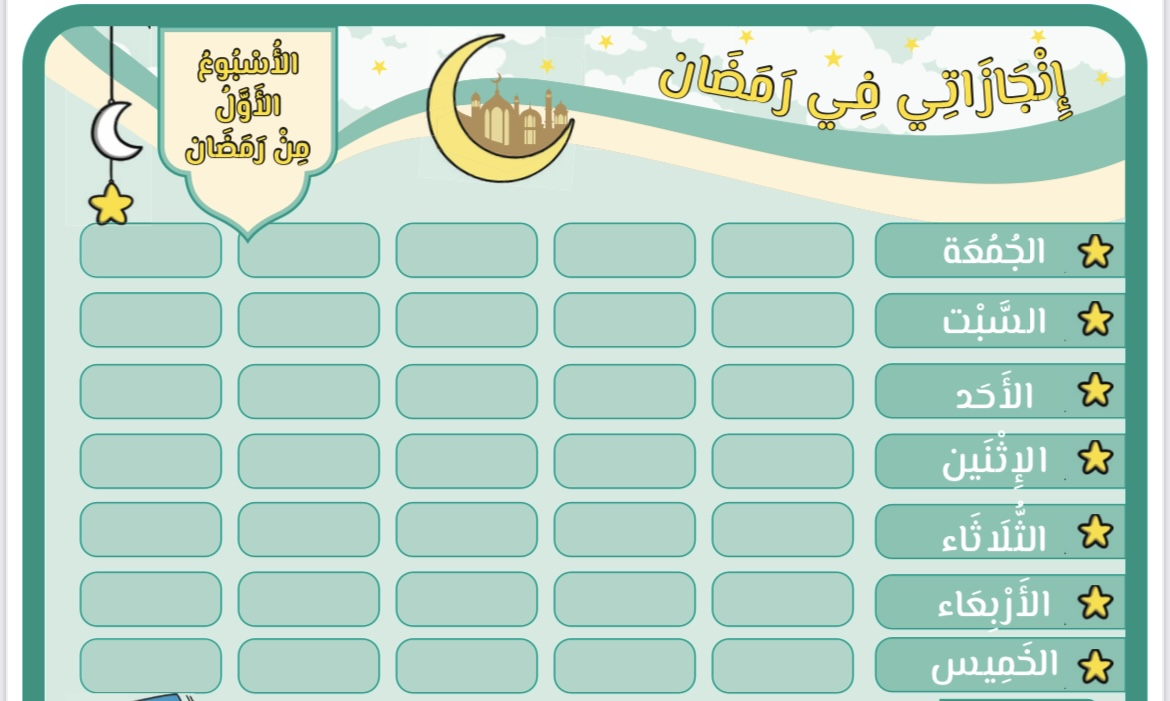 إِنْجَازَاتِي فِي رَمَضَان
الأُسْبُوعُ
الأَوَّلُ
مِنْ رَمَضَان
الجُمُعَة
السَّبْت
الأَحَد
الإِثْنَين
الثُّلَاثَاء
الأَرْبِعَاء
الخَمِيس